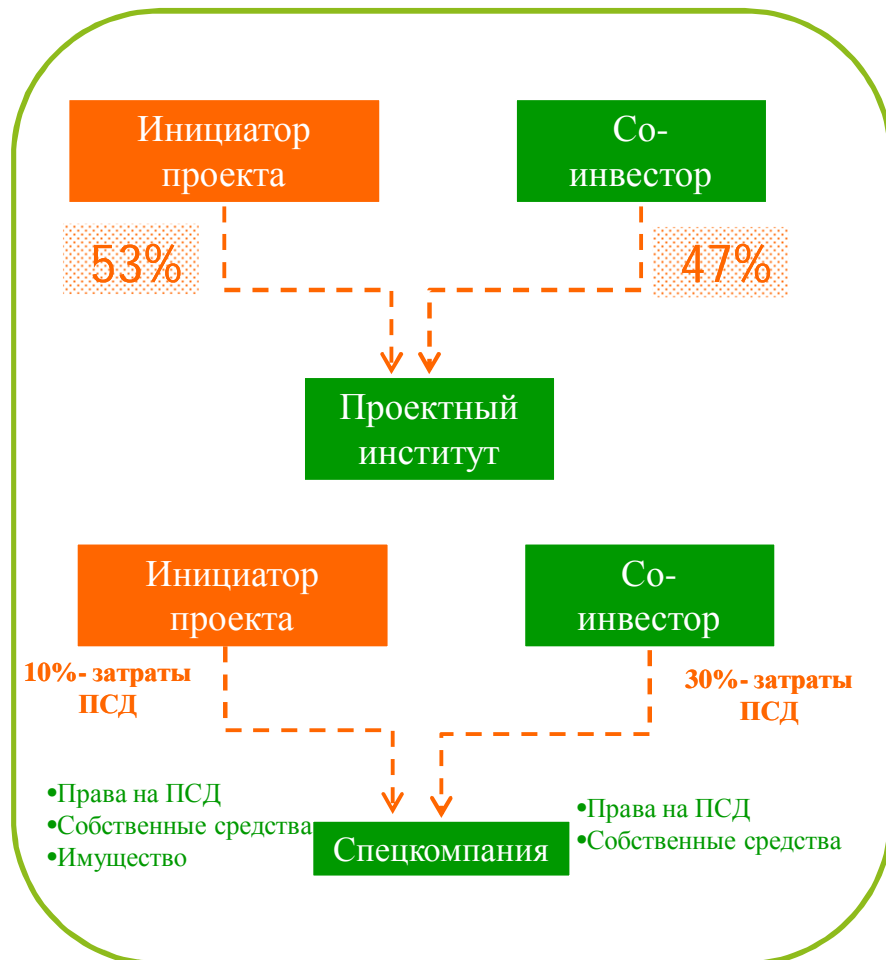 Инициатор
проекта
Со-
инвестор
53%
47%
Проектный
институт
Инициатор
проекта
Со-
инвестор
10%- затраты
ПСД
30%- затраты
ПСД
•Права на ПСД
•Собственные средства
•Имущество
Спецкомпания
•Права на ПСД
•Собственные средства